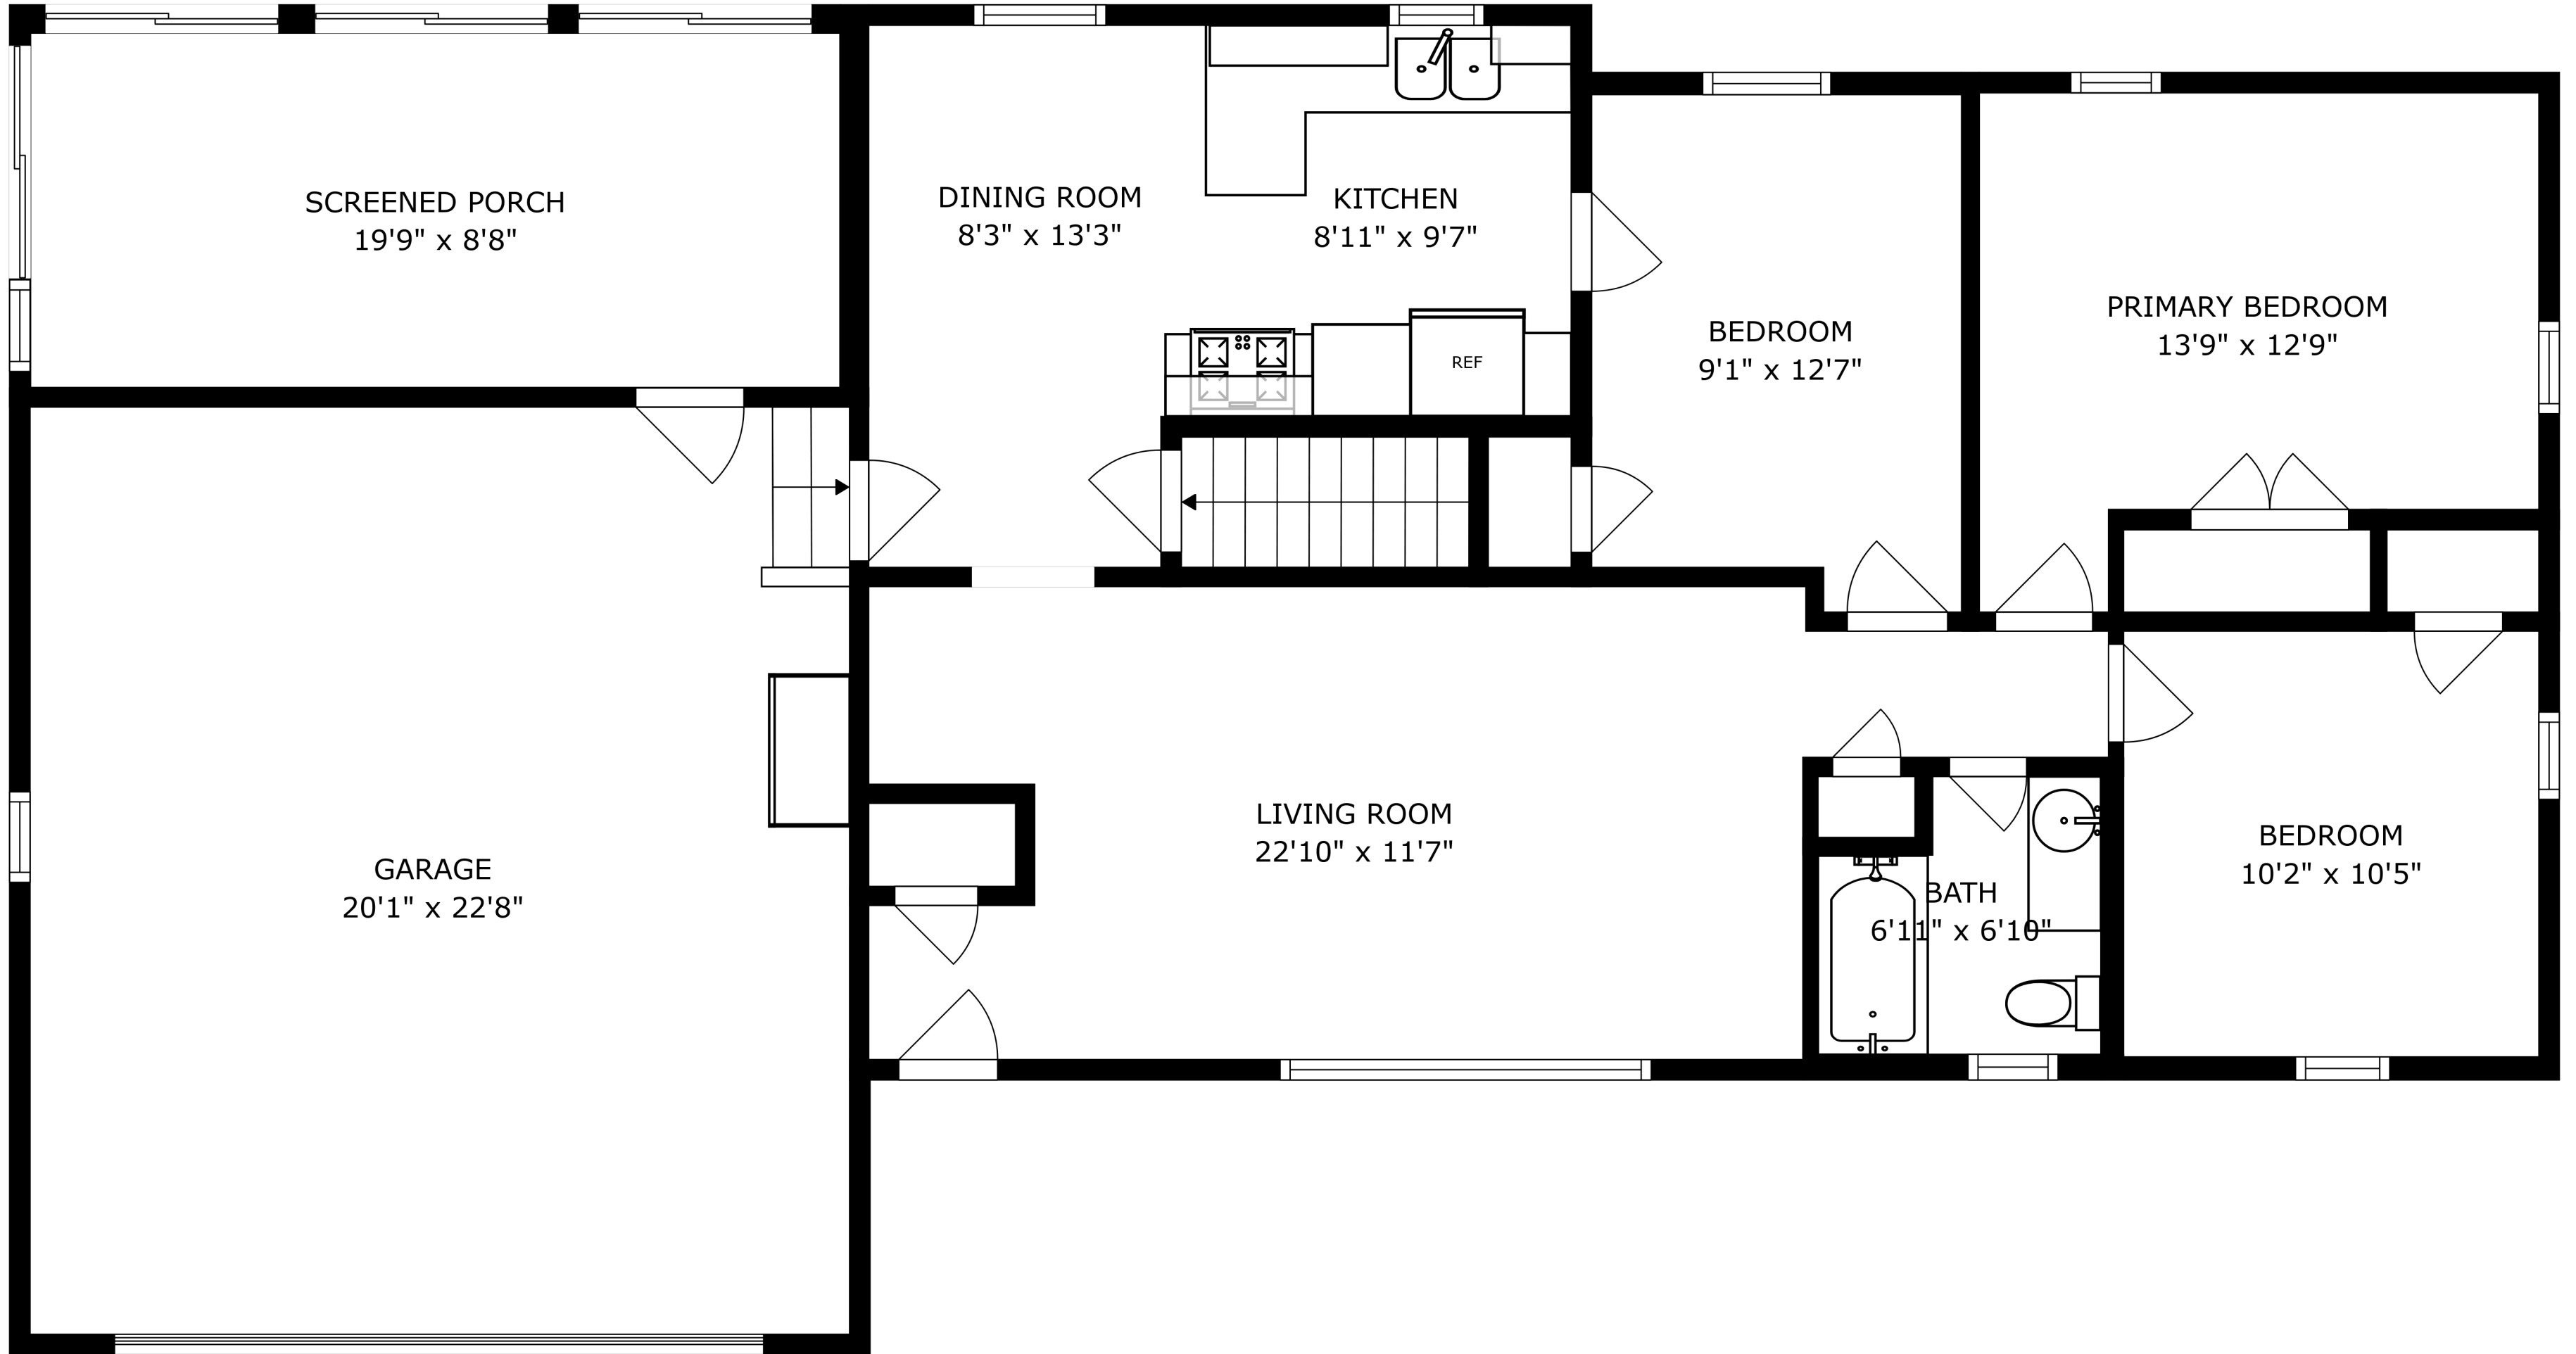 SCREENED PORCH
19'9" x 8'8"
DINING ROOM
8'3" x 13'3"
KITCHEN
8'11" x 9'7"
REF
BEDROOM
9'1" x 12'7"
PRIMARY BEDROOM
13'9" x 12'9"
GARAGE
20'1" x 22'8"
LIVING ROOM
22'10" x 11'7"
BATH
6'11" x 6'10"
BEDROOM
10'2" x 10'5"